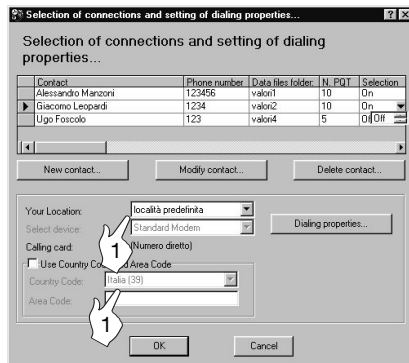 Selection of connections and setting of dialing properties...
Selection of connections and setting of dialing
properties...
Contact Phone number Data files folder: N. PQT Selection
Alessandro Manzoni 123456 valori1 10 On
Giacomo Leopardi 1234 valori2 10 On
Ugo Foscolo 123 valori4 5 Off
New contact... Modify contact... Delete contact...
Your Location: località predefinita
Select device: Standard Modem Dialing properties...
Calling card: (Numero diretto)
1
Use Country Area Code
Country Code: Italia (39)
Area Code:
1
OK Cancel